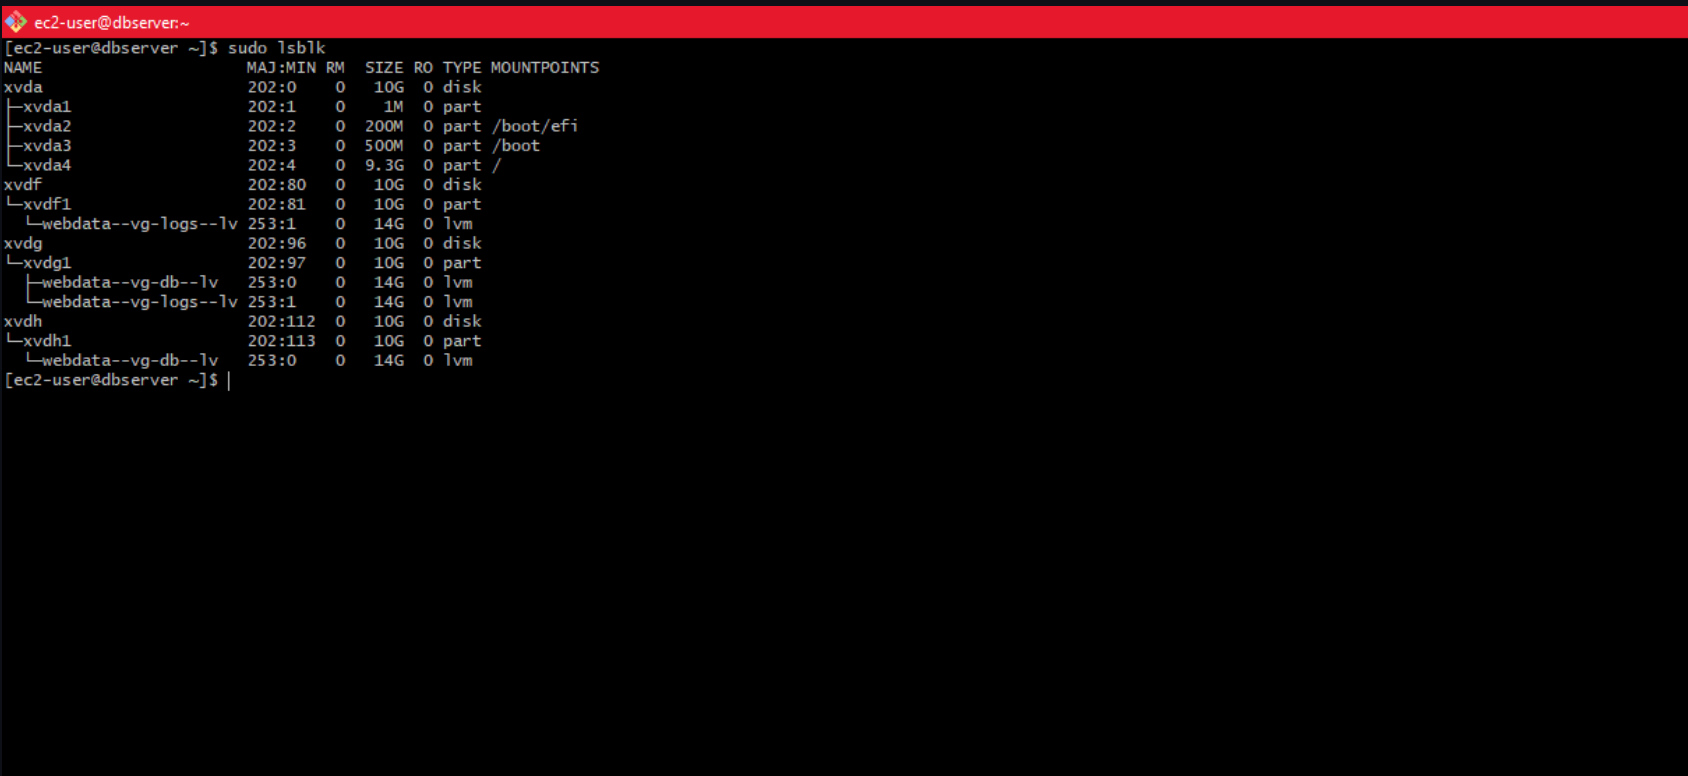 ec2-user@dbserver:~
[ec2-user@dbserver ~]$ sudo lsblk
NAME                     MAJ:MIN RM  SIZE RO TYPE MOUNTPOINTS
xvda                     202:0    0   10G  0 disk
├─xvda1                  202:1    0    1M  0 part
├─xvda2                  202:2    0  200M  0 part /boot/efi
├─xvda3                  202:3    0  500M  0 part /boot
└─xvda4                  202:4    0  9.3G  0 part /
xvdf                     202:80   0   10G  0 disk
└─xvdf1                  202:81   0   10G  0 part
  └─webdata--vg-logs--lv 253:1    0   14G  0 lvm
xvdg                     202:96   0   10G  0 disk
└─xvdg1                  202:97   0   10G  0 part
  ├─webdata--vg-db--lv   253:0    0   14G  0 lvm
  └─webdata--vg-logs--lv 253:1    0   14G  0 lvm
xvdh                     202:112  0   10G  0 disk
└─xvdh1                  202:113  0   10G  0 part
  └─webdata--vg-db--lv   253:0    0   14G  0 lvm
[ec2-user@dbserver ~]$